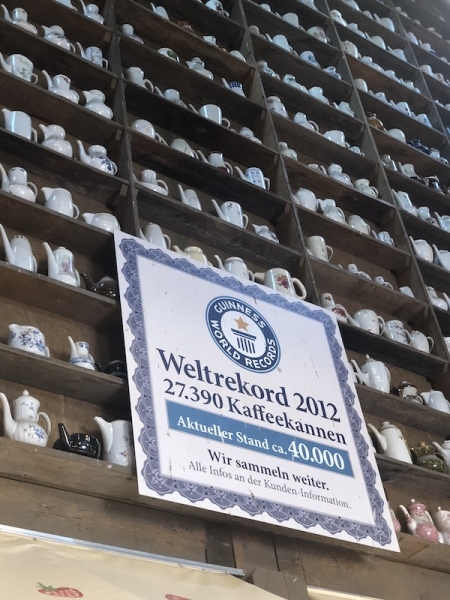 GUINNESS
WORLD RECORDS
Weltrekord 2012
27.390 Kaffeekannen
Aktueller Stand ca. 40.000
Wir sammeln weiter.
Alle Infos an der Kunden-Information.